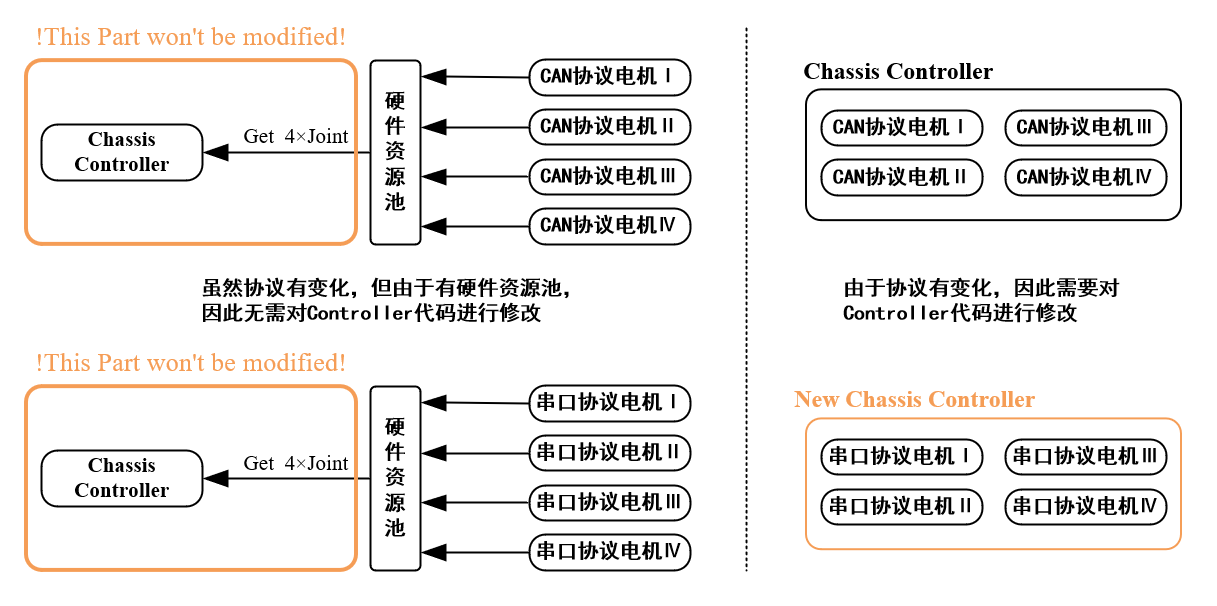 !This Part won't be modified!
Chassis
Controller
Get 4×Joint
硬件资源池
CAN协议电机Ⅰ
CAN协议电机Ⅱ
CAN协议电机Ⅲ
CAN协议电机Ⅳ
虽然协议有变化，但由于有硬件资源池，
因此无需对Controller代码进行修改
!This Part won't be modified!
Chassis
Controller
Get 4×Joint
硬件资源池
串口协议电机Ⅰ
串口协议电机Ⅱ
串口协议电机Ⅲ
串口协议电机Ⅳ
Chassis Controller
CAN协议电机Ⅰ
CAN协议电机Ⅲ
CAN协议电机Ⅱ
CAN协议电机Ⅳ
由于协议有变化，因此需要对
Controller代码进行修改
New Chassis Controller
串口协议电机Ⅰ
串口协议电机Ⅲ
串口协议电机Ⅱ
串口协议电机Ⅳ